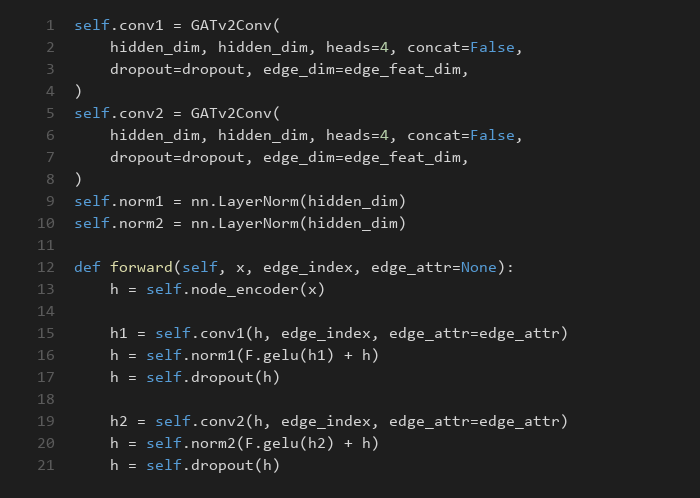 1 self.conv1 = GATv2Conv(
2     hidden_dim, hidden_dim, heads=4, concat=False,
3     dropout=dropout, edge_dim=edge_feat_dim,
4 )
5 self.conv2 = GATv2Conv(
6     hidden_dim, hidden_dim, heads=4, concat=False,
7     dropout=dropout, edge_dim=edge_feat_dim,
8 )
9 self.norm1 = nn.LayerNorm(hidden_dim)
10 self.norm2 = nn.LayerNorm(hidden_dim)
11
12 def forward(self, x, edge_index, edge_attr=None):
13     h = self.node_encoder(x)
14
15     h1 = self.conv1(h, edge_index, edge_attr=edge_attr)
16     h = self.norm1(F.gelu(h1) + h)
17     h = self.dropout(h)
18
19     h2 = self.conv2(h, edge_index, edge_attr=edge_attr)
20     h = self.norm2(F.gelu(h2) + h)
21     h = self.dropout(h)